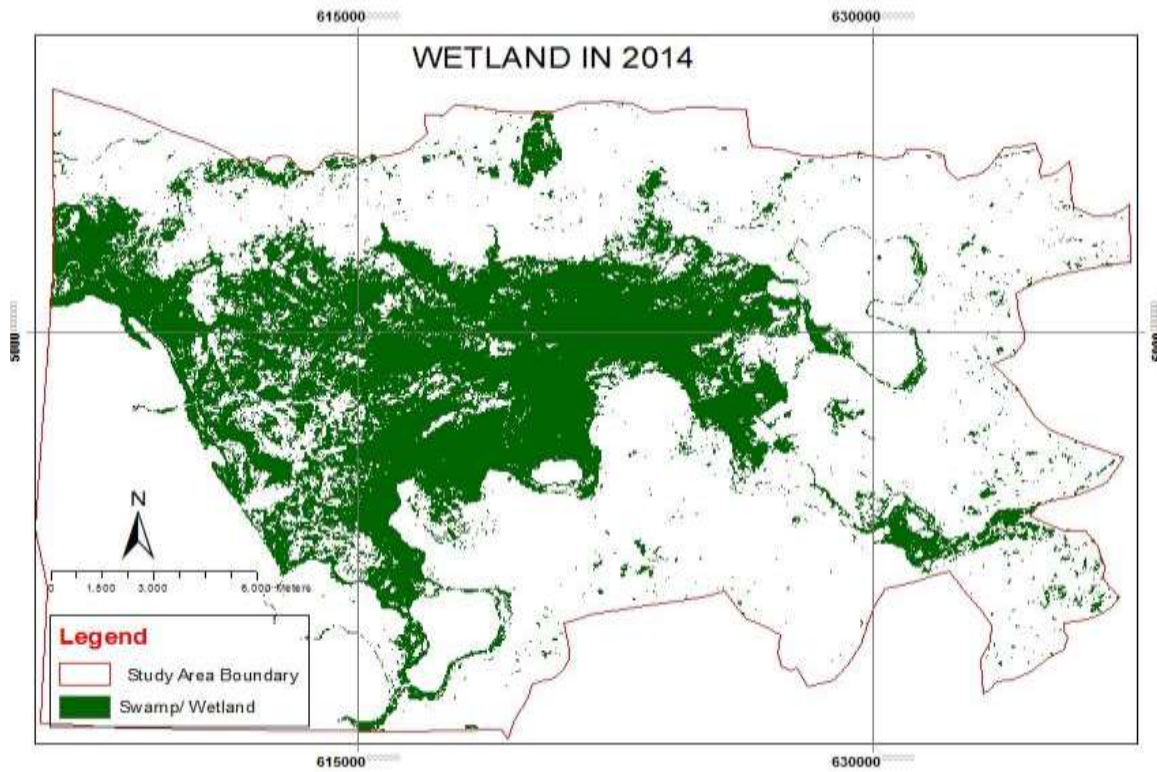 615000 630000
WETLAND IN 2014
N
0 1,500 3,000 6,000 Meters
Legend
Study Area Boundary
Swamp/ Wetland
615000 630000